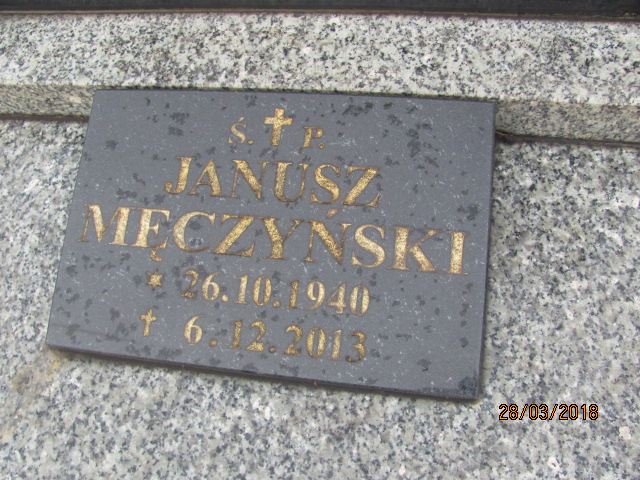 Ś. † P.
JANUSZ
MĘCZYŃSKI
* 26.10.1940
† 6.12.2013
28/03/2018